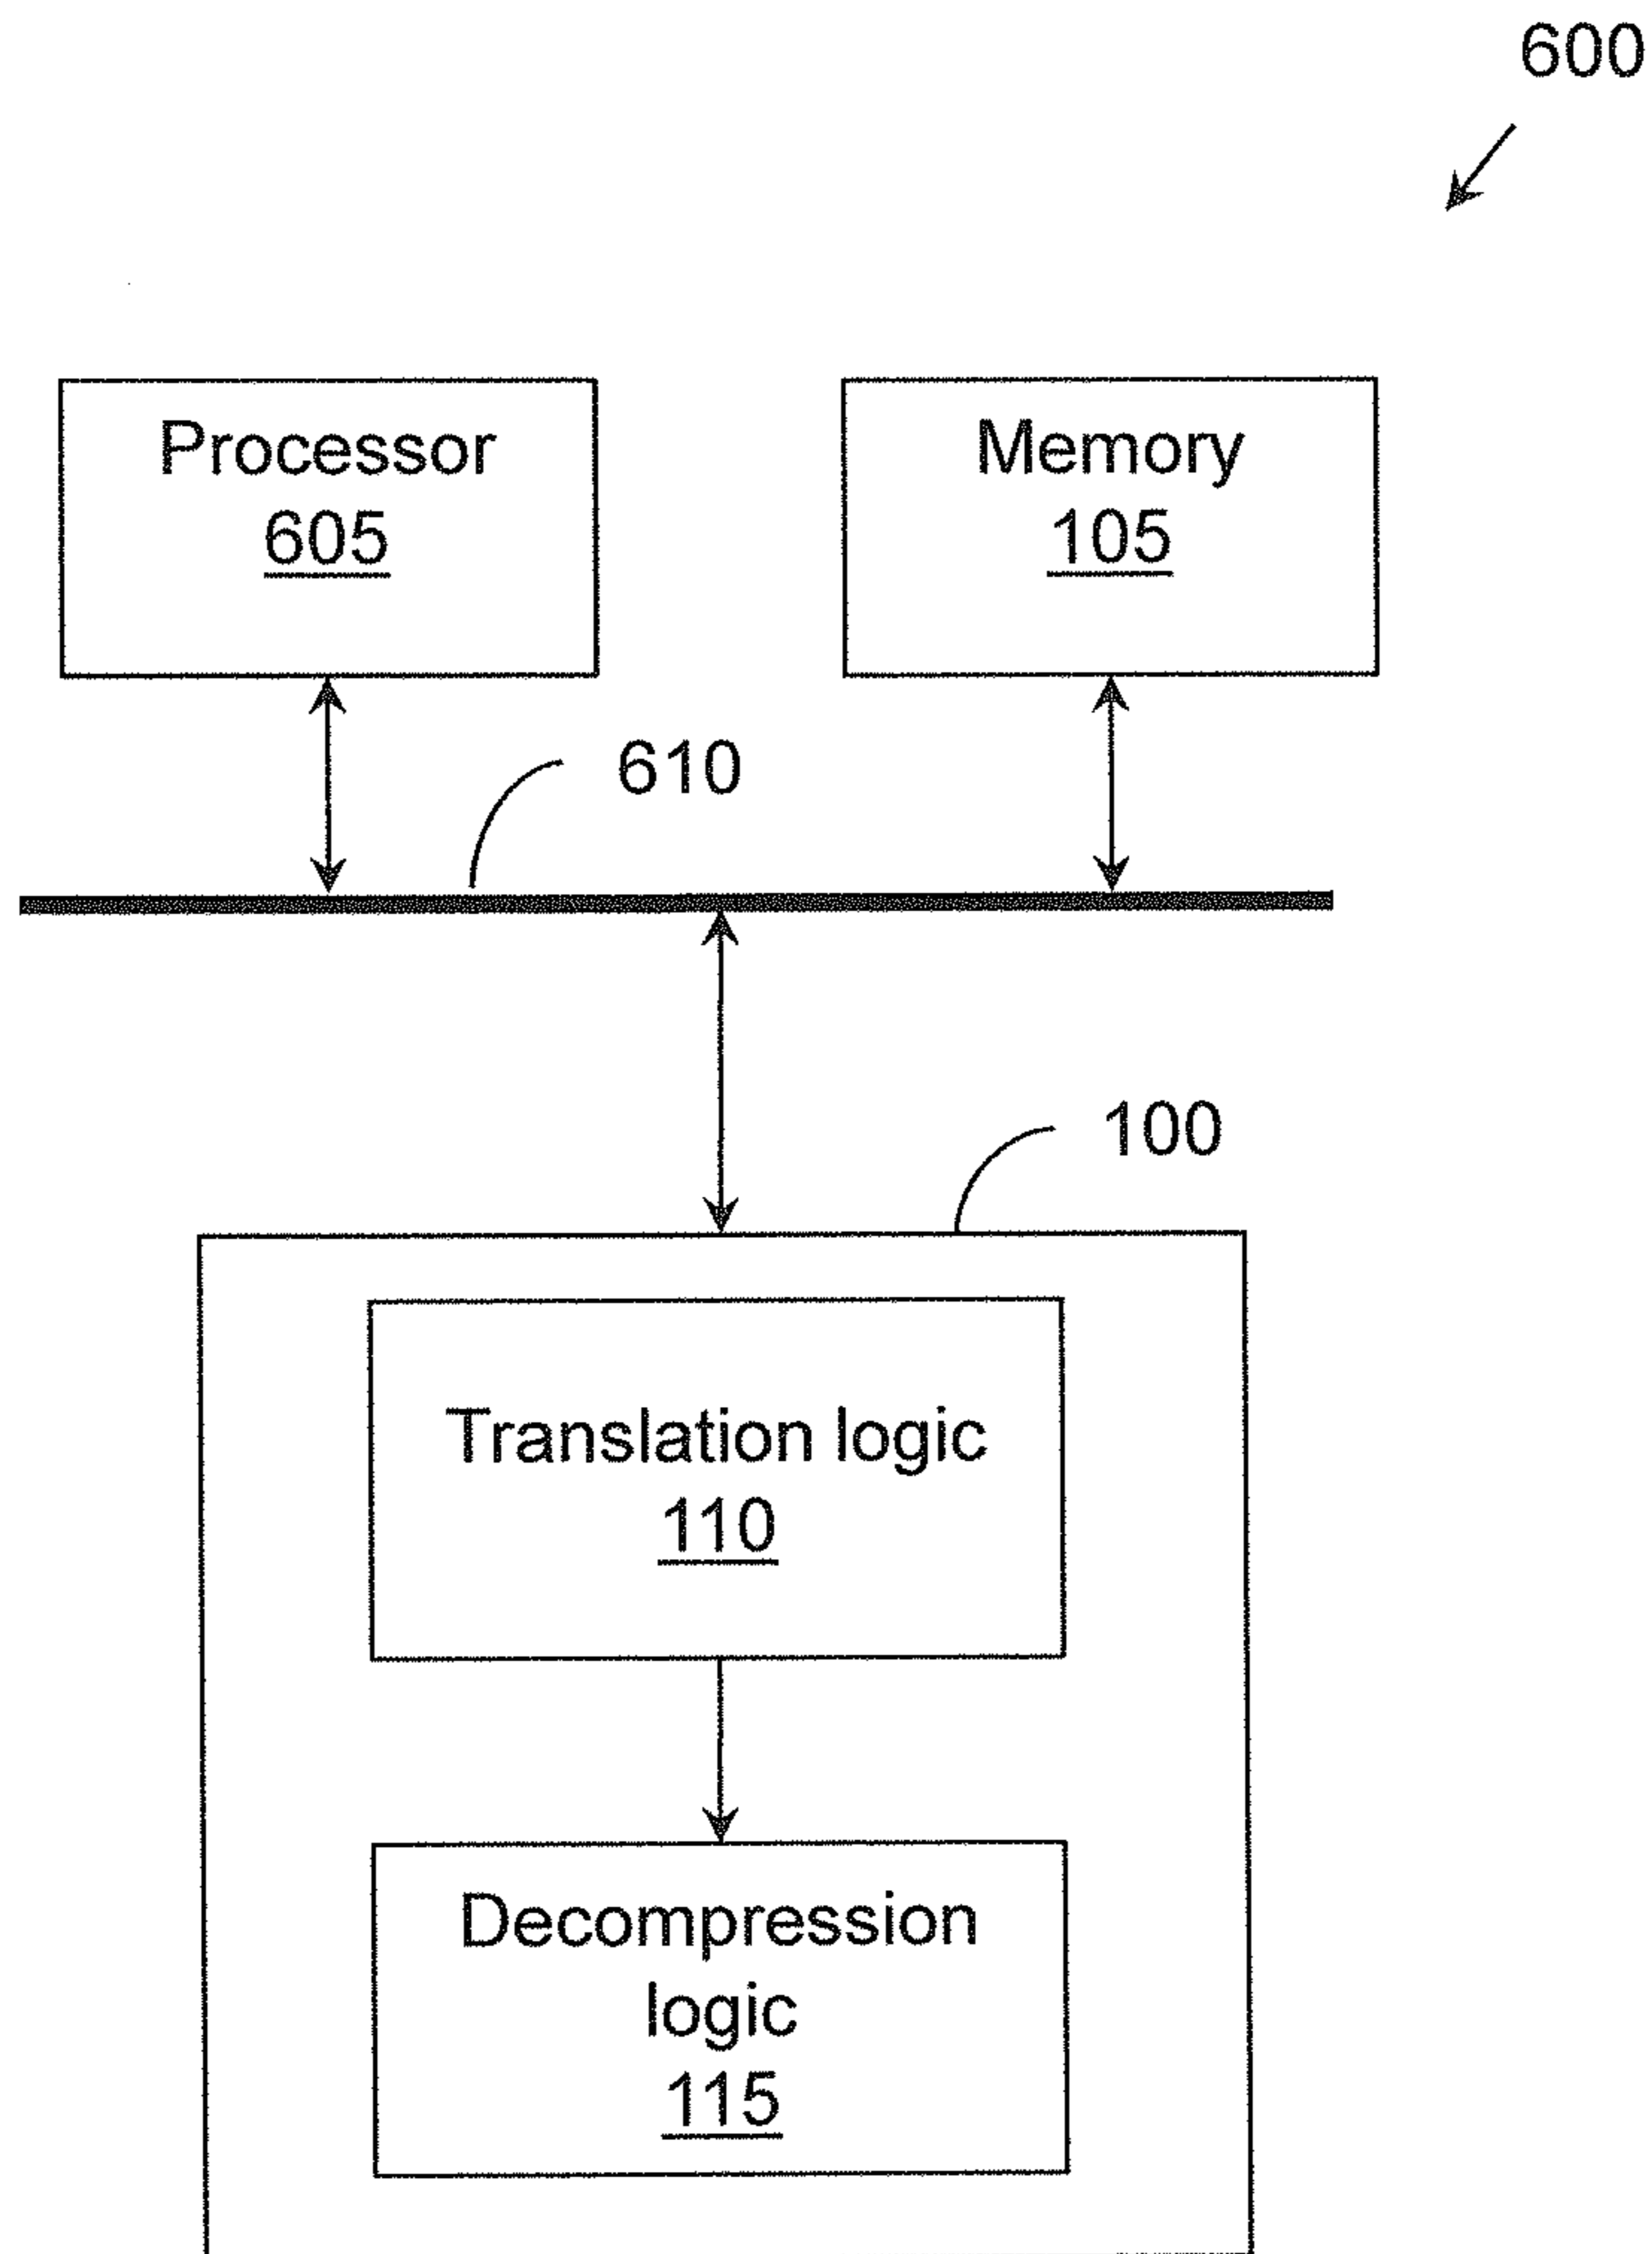 600
Processor
605
Memory
105
610
100
Translation logic
110
Decompression
logic
115